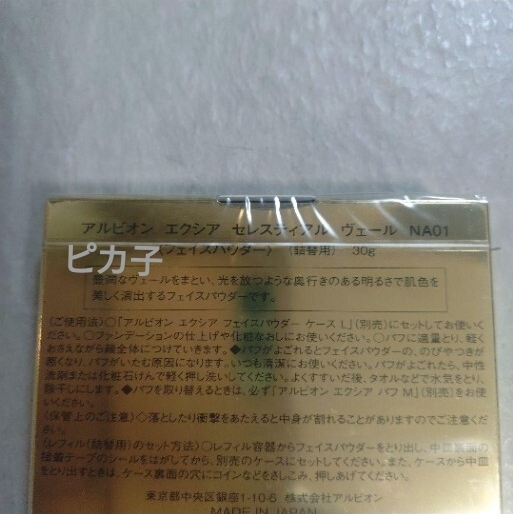 アルビオン エクシア セレスティアル ヴェール NA01
ピカ子
フェイスパウダー〉 〈詰替用〉 30g
豊潤なヴェールをまとい、光を放つような奥行きのある明るさで肌色を
美しく演出するフェイスパウダーです。
〈ご使用法〉○「アルビオン エクシア フェイスパウダー ケース L」(別売)にセットしてお使いく
ださい。○ファンデーションの仕上げや化粧なおしにお使いください。○パフに適量とり、軽く
おさえながら顔全体につけていきます。◆パフがよごれるとフェイスパウダーの、のびやつきが
悪くなり、パフがいたむ原因になります。いつも清潔にお使いください。パフがよごれたら、中性
洗剤または化粧石けんで軽く押し洗いしてください。よくすすいだ後、タオルなどで水気をとり、
陰干しにします。◆パフを取り替えるときは、必ず「アルビオン エクシア パフ M」(別売)をお使
いください。
〈保管上のご注意〉◇落としたり衝撃をあたえると中身が割れることがありますのでご注意くだ
さい。
〈レフィル(詰替用)のセット方法〉○レフィル容器からフェイスパウダーをとり出し、中皿裏面の
接着テープのシールをはがしてから、別売のケースにセットしてください。また、ケースから中皿
をとり出すときは、ケース裏面の穴にコインなどをさしこみ、押しあげてください。
東京都中央区銀座1-10-6 株式会社アルビオン
MADE IN JAPAN